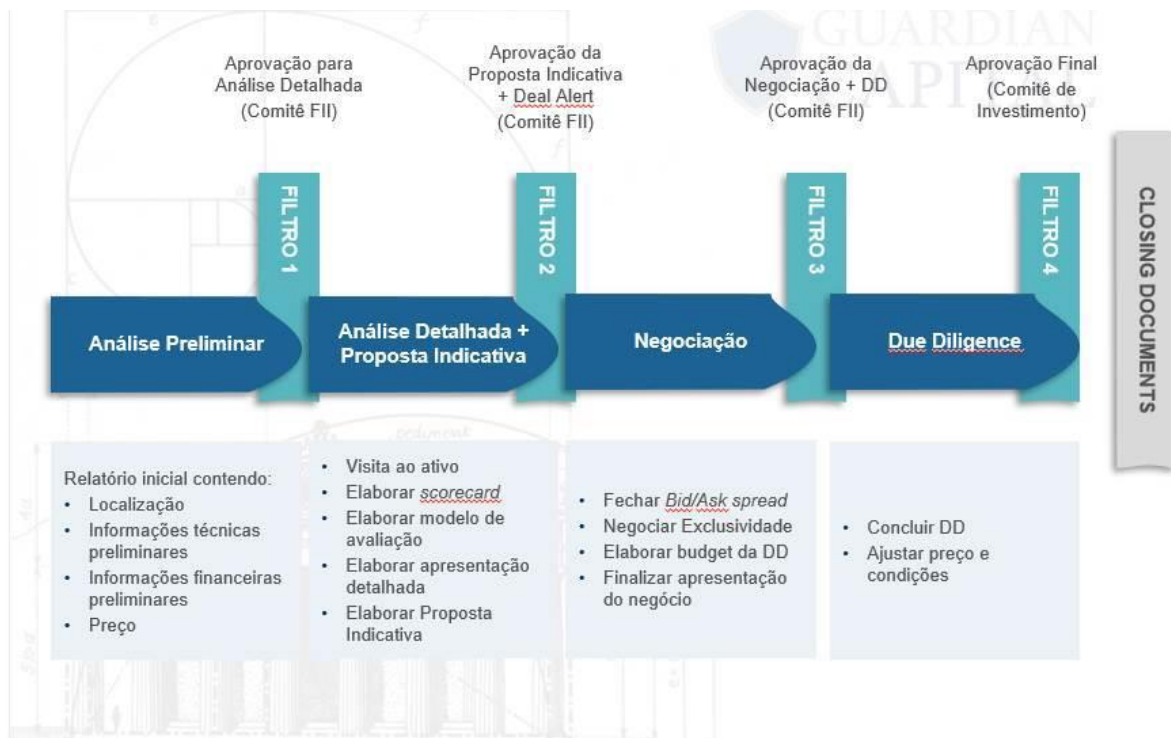 GUARDIAN
CAPITAL
Aprovação para
Análise Detalhada
(Comitê FII)
Aprovação da
Proposta Indicativa
+ Deal Alert
(Comitê FII)
Aprovação da
Negociação + DD
(Comitê FII)
Aprovação Final
(Comitê de
Investimento)
FILTRO 1
FILTRO 2
FILTRO 3
FILTRO 4
CLOSING DOCUMENTS
Análise Preliminar
Análise Detalhada +
Proposta Indicativa
Negociação
Due Diligence
Relatório inicial contendo:
• Localização
• Informações técnicas
preliminares
• Informações financeiras
preliminares
• Preço
• Visita ao ativo
• Elaborar scorecard
• Elaborar modelo de
avaliação
• Elaborar apresentação
detalhada
• Elaborar Proposta
Indicativa
• Fechar Bid/Ask spread
• Negociar Exclusividade
• Elaborar budget da DD
• Finalizar apresentação
do negócio
• Concluir DD
• Ajustar preço e
condições
pediment